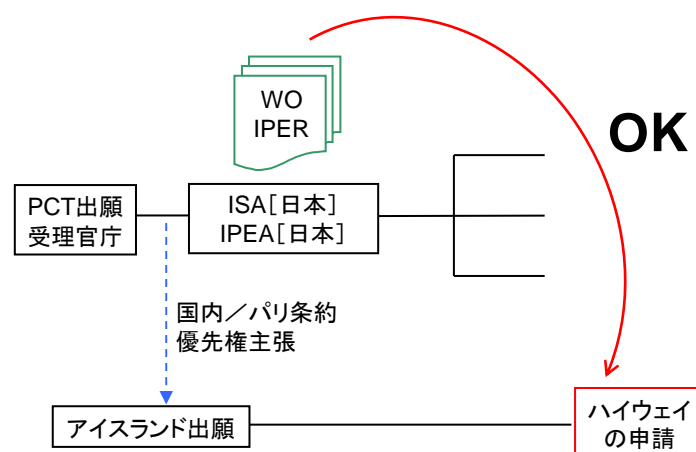 WO
IPER
OK
PCT出願
受理官庁
ISA[日本]
IPEA[日本]
国内／パリ条約
優先権主張
アイスランド出願
ハイウェイ
の申請